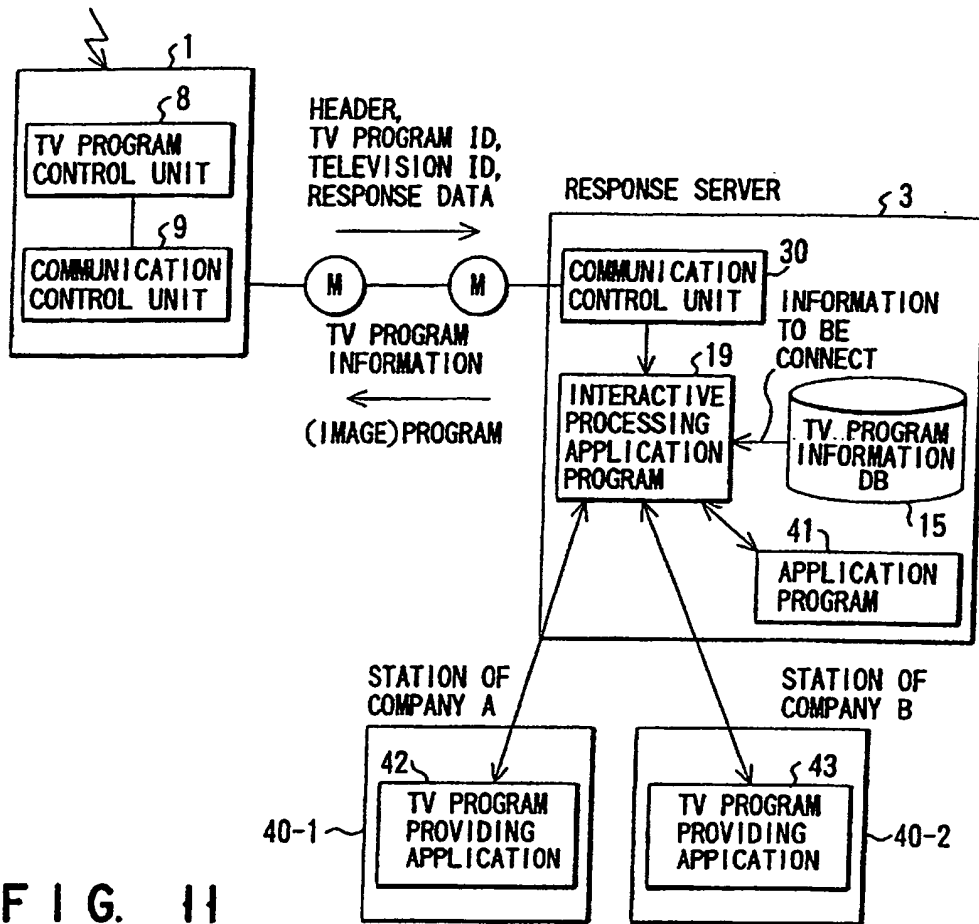 1
8
TV PROGRAM
CONTROL UNIT
9
COMMUNICATION
CONTROL UNIT
HEADER,
TV PROGRAM ID,
TELEVISION ID,
RESPONSE DATA
M
M
TV PROGRAM
INFORMATION
(IMAGE)PROGRAM
RESPONSE SERVER
3
COMMUNICATION
CONTROL UNIT
30
INFORMATION
TO BE
CONNECT
19
INTERACTIVE
PROCESSING
APPLICATION
PROGRAM
TV PROGRAM
INFORMATION
DB
15
41
APPLICATION
PROGRAM
STATION OF
COMPANY A
42
TV PROGRAM
PROVIDING
APPLICATION
40-1
STATION OF
COMPANY B
43
TV PROGRAM
PROVIDING
APPICATION
40-2
FIG. 11